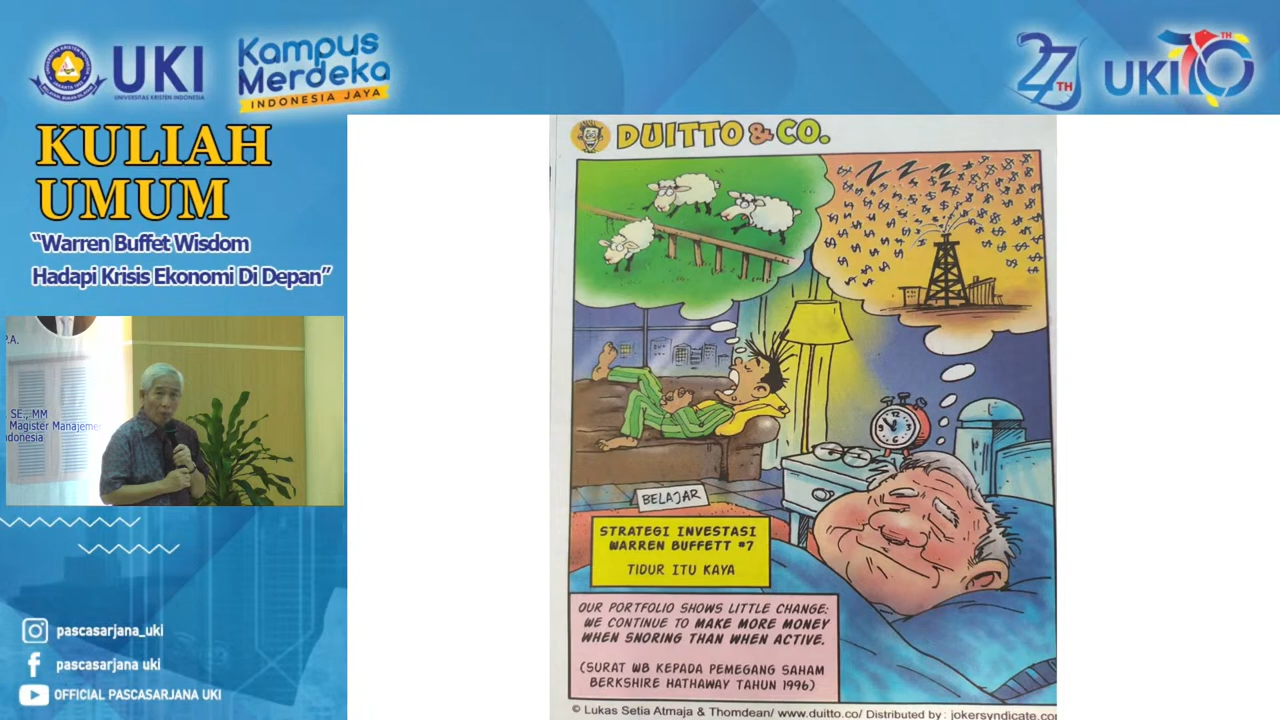 UKI
UNIVERSITAS KRISTEN INDONESIA
Kampus
Merdeka
INDONESIA JAYA
27TH
UKI 70TH
KULIAH
UMUM
“Warren Buffet Wisdom
Hadapi Krisis Ekonomi Di Depan”
P.A.
SE., MM
Magister Manajemen
donesia
pascasarjana_uki
pascasarjana uki
OFFICIAL PASCASARJANA UKI
DUITTO & CO.
Z Z Z Z
BELAJAR
STRATEGI INVESTASI
WARREN BUFFETT #7
TIDUR ITU KAYA
OUR PORTFOLIO SHOWS LITTLE CHANGE:
WE CONTINUE TO MAKE MORE MONEY
WHEN SNORING THAN WHEN ACTIVE.
(SURAT WB KEPADA PEMEGANG SAHAM
BERKSHIRE HATHAWAY TAHUN 1996)
© Lukas Setia Atmaja & Thomdean/ www.duitto.co/ Distributed by : jokersyndicate.com